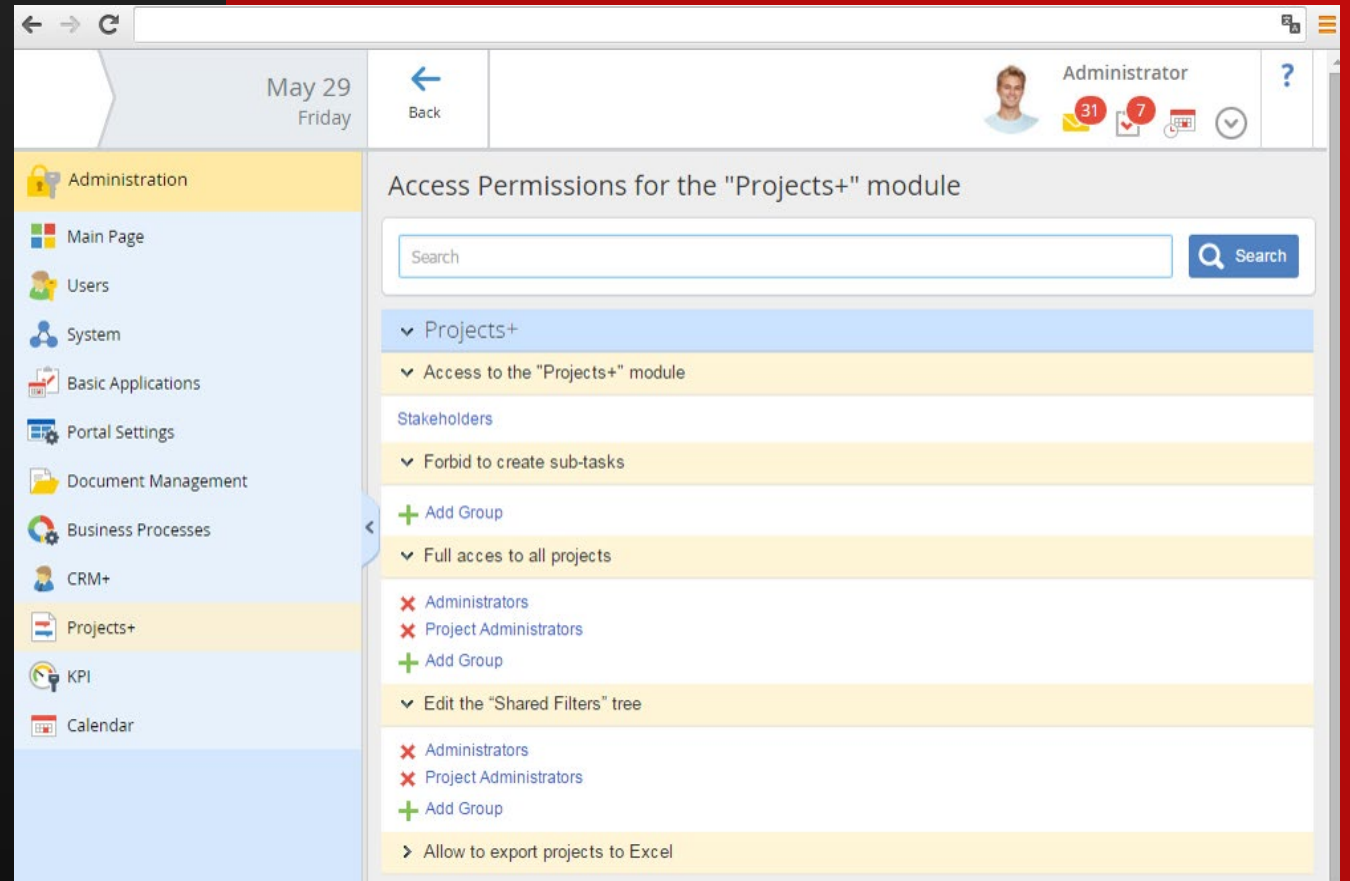 May 29
Friday
Back
Administrator
31
7
?
Administration
Main Page
Users
System
Basic Applications
Portal Settings
Document Management
Business Processes
CRM+
Projects+
KPI
Calendar
Access Permissions for the "Projects+" module
Search Search
Projects+
Access to the "Projects+" module
Stakeholders
Forbid to create sub-tasks
Add Group
Full acces to all projects
Administrators
Project Administrators
Add Group
Edit the “Shared Filters” tree
Administrators
Project Administrators
Add Group
Allow to export projects to Excel